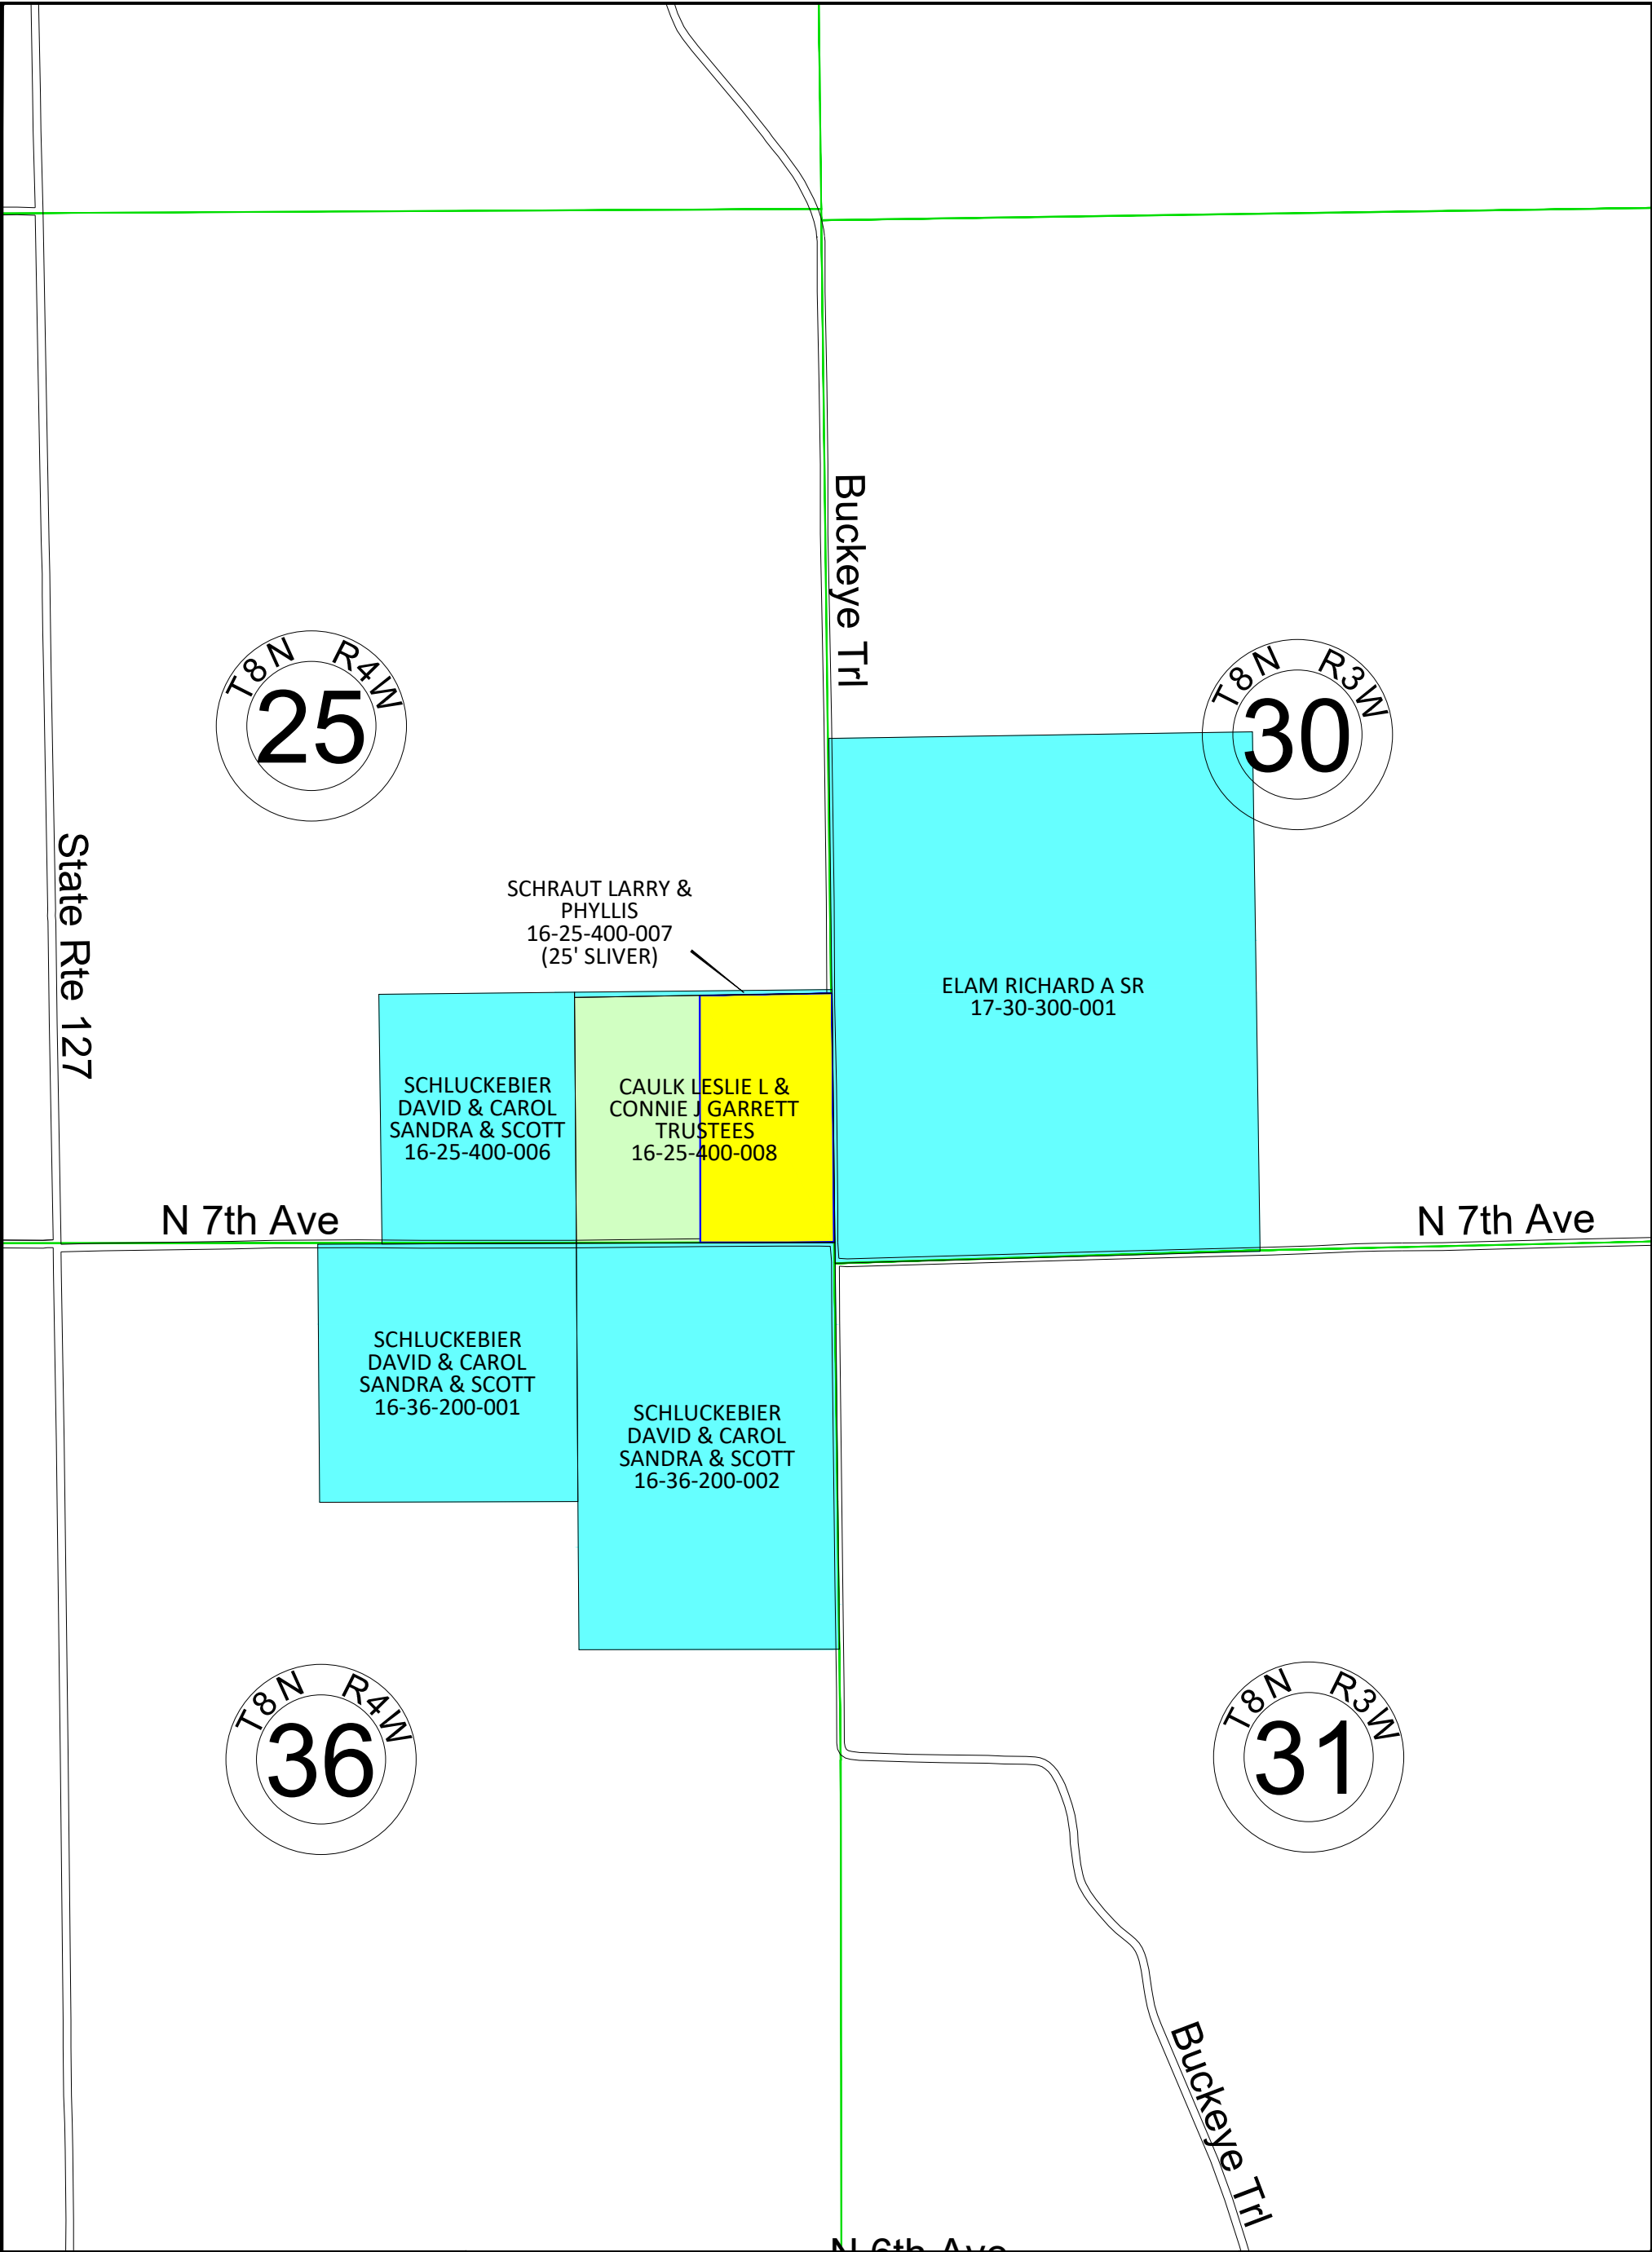 Buckeye Trl
T8N R4W
25
T8N R3W
30
State Rte 127
SCHRAUT LARRY &
PHYLLIS
16-25-400-007
(25' SLIVER)
ELAM RICHARD A SR
17-30-300-001
SCHLUCKEBIER
DAVID & CAROL
SANDRA & SCOTT
16-25-400-006
CAULK LESLIE L &
CONNIE J GARRETT
TRUSTEES
16-25-400-008
N 7th Ave
N 7th Ave
SCHLUCKEBIER
DAVID & CAROL
SANDRA & SCOTT
16-36-200-001
SCHLUCKEBIER
DAVID & CAROL
SANDRA & SCOTT
16-36-200-002
T8N R4W
36
T8N R3W
31
Buckeye Trl
N 6th Ave